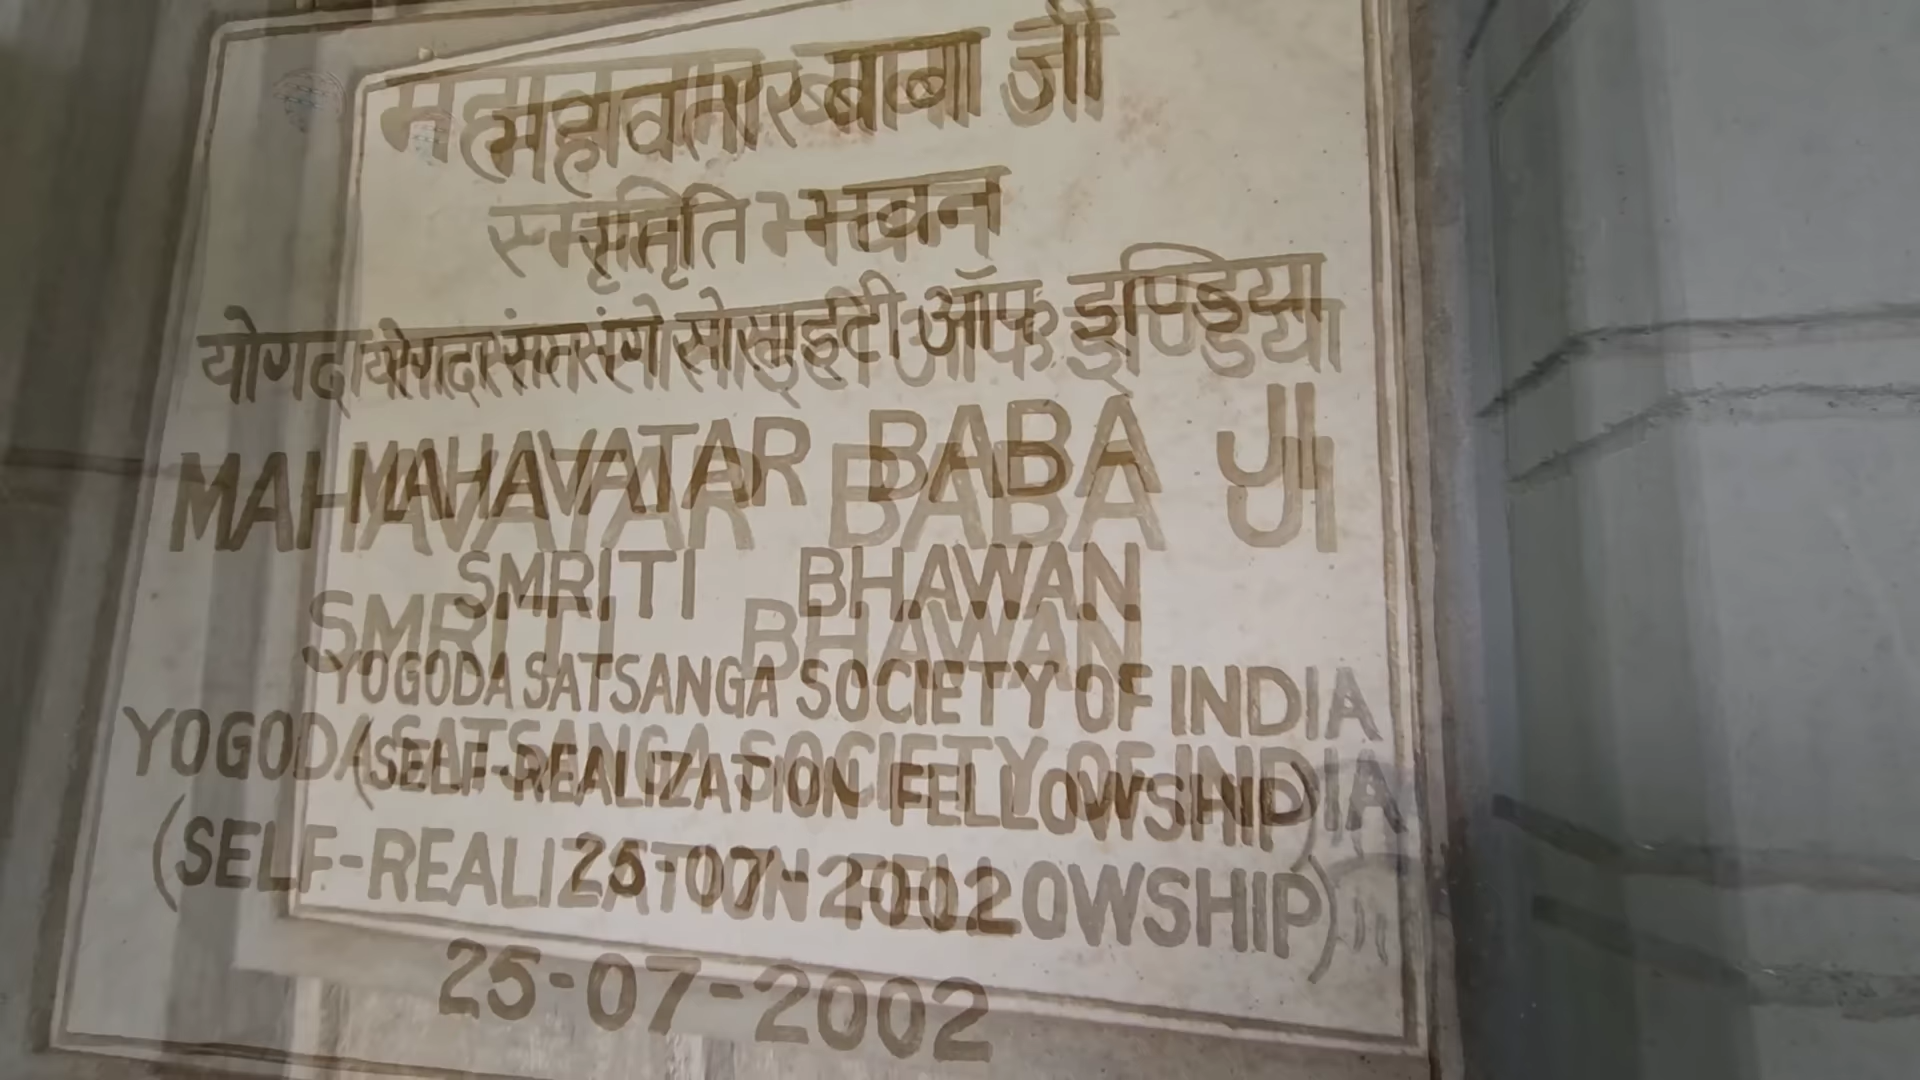 महावतार बाबा जी
स्मृति भवन
योगदा सत्संग सोसाईटी ऑफ इण्डिया
MAHAVATAR BABA JI
SMRITI BHAWAN
YOGODA SATSANGA SOCIETY OF INDIA
(SELF-REALIZATION FELLOWSHIP)
25-07-2002